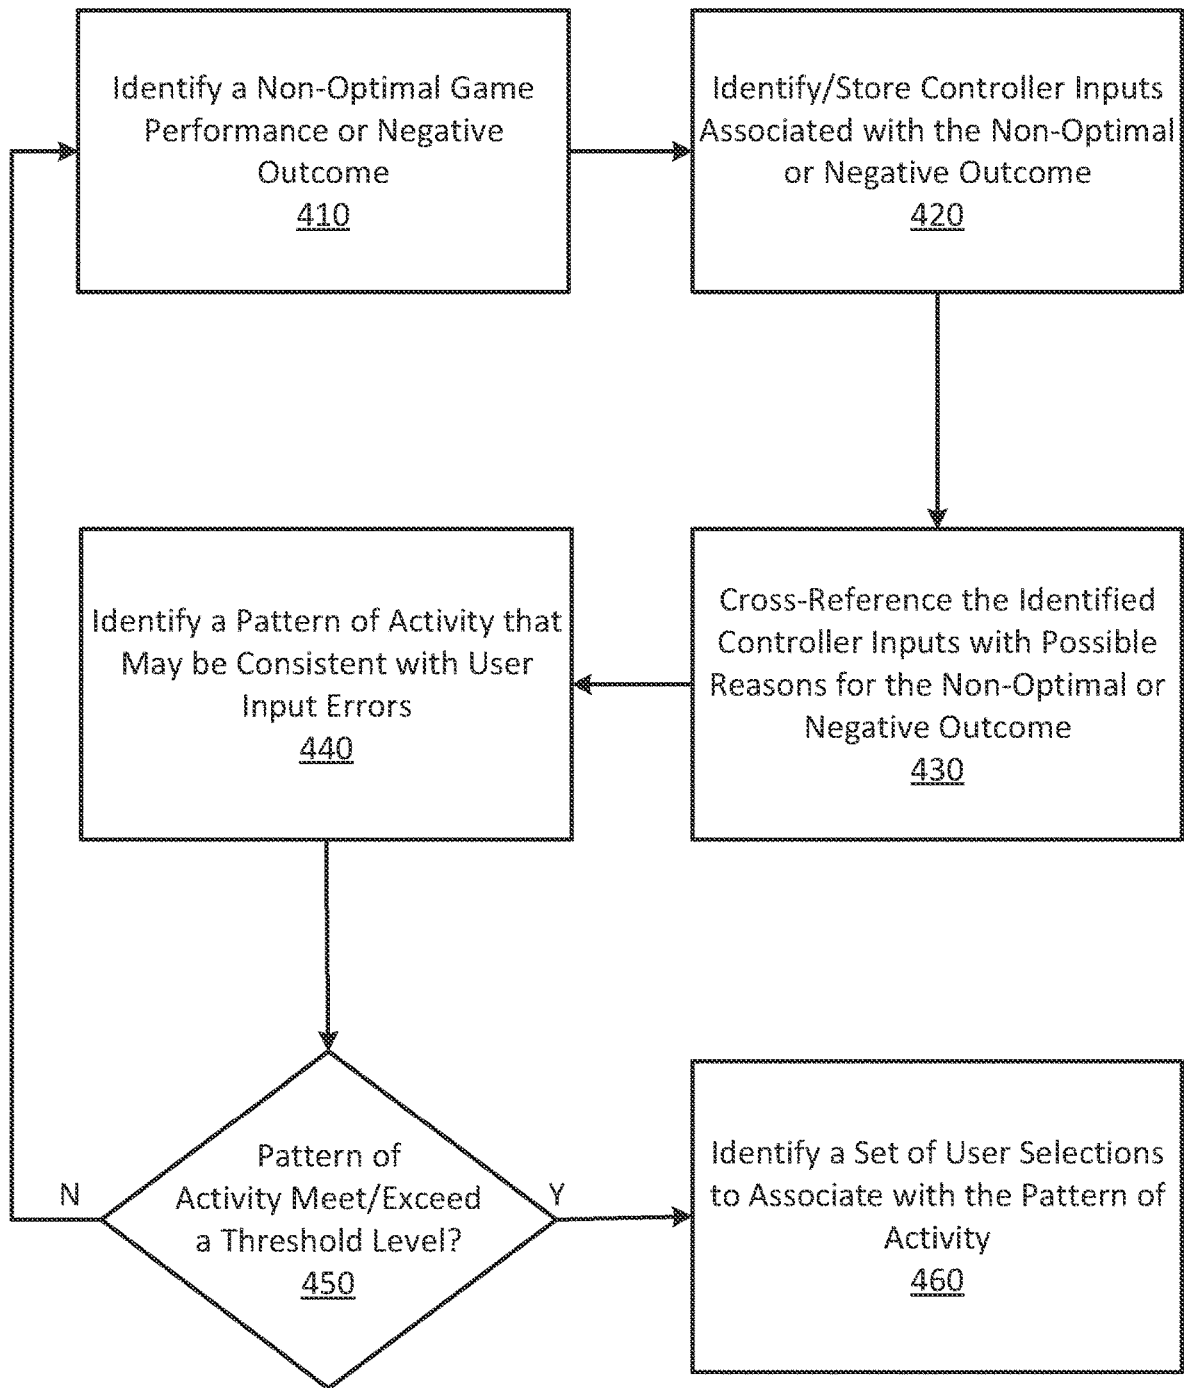 Identify a Non-Optimal Game
Performance or Negative
Outcome
410
Identify/Store Controller Inputs
Associated with the Non-Optimal
or Negative Outcome
420
Cross-Reference the Identified
Controller Inputs with Possible
Reasons for the Non-Optimal or
Negative Outcome
430
Identify a Pattern of Activity that
May be Consistent with User
Input Errors
440
Pattern of
Activity Meet/Exceed
a Threshold Level?
450
N
Y
Identify a Set of User Selections
to Associate with the Pattern of
Activity
460